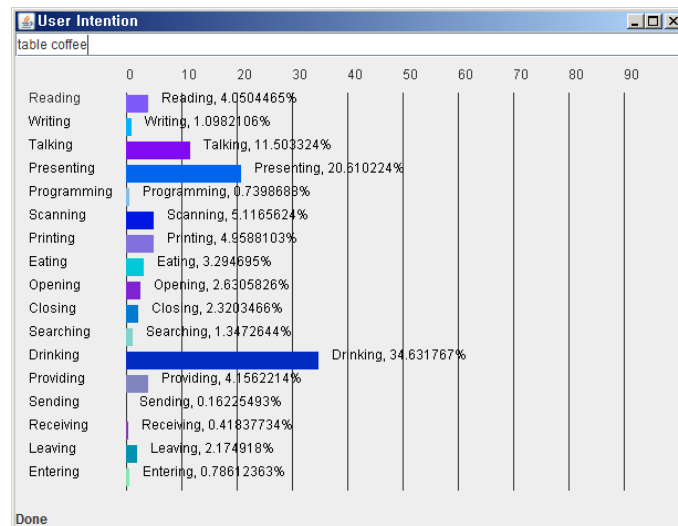 User Intention
table coffee
0 10 20 30 40 50 60 70 80 90
Reading Reading, 4.0504465%
Writing Writing, 1.0982106%
Talking Talking, 11.503324%
Presenting Presenting, 20.610224%
Programming Programming, 0.7398688%
Scanning Scanning, 5.1165624%
Printing Printing, 4.9588103%
Eating Eating, 3.294695%
Opening Opening, 2.6305826%
Closing Closing, 2.3203466%
Searching Searching, 1.3472644%
Drinking Drinking, 34.631767%
Providing Providing, 4.1562214%
Sending Sending, 0.16225493%
Receiving Receiving, 0.41837734%
Leaving Leaving, 2.174918%
Entering Entering, 0.78612363%
Done